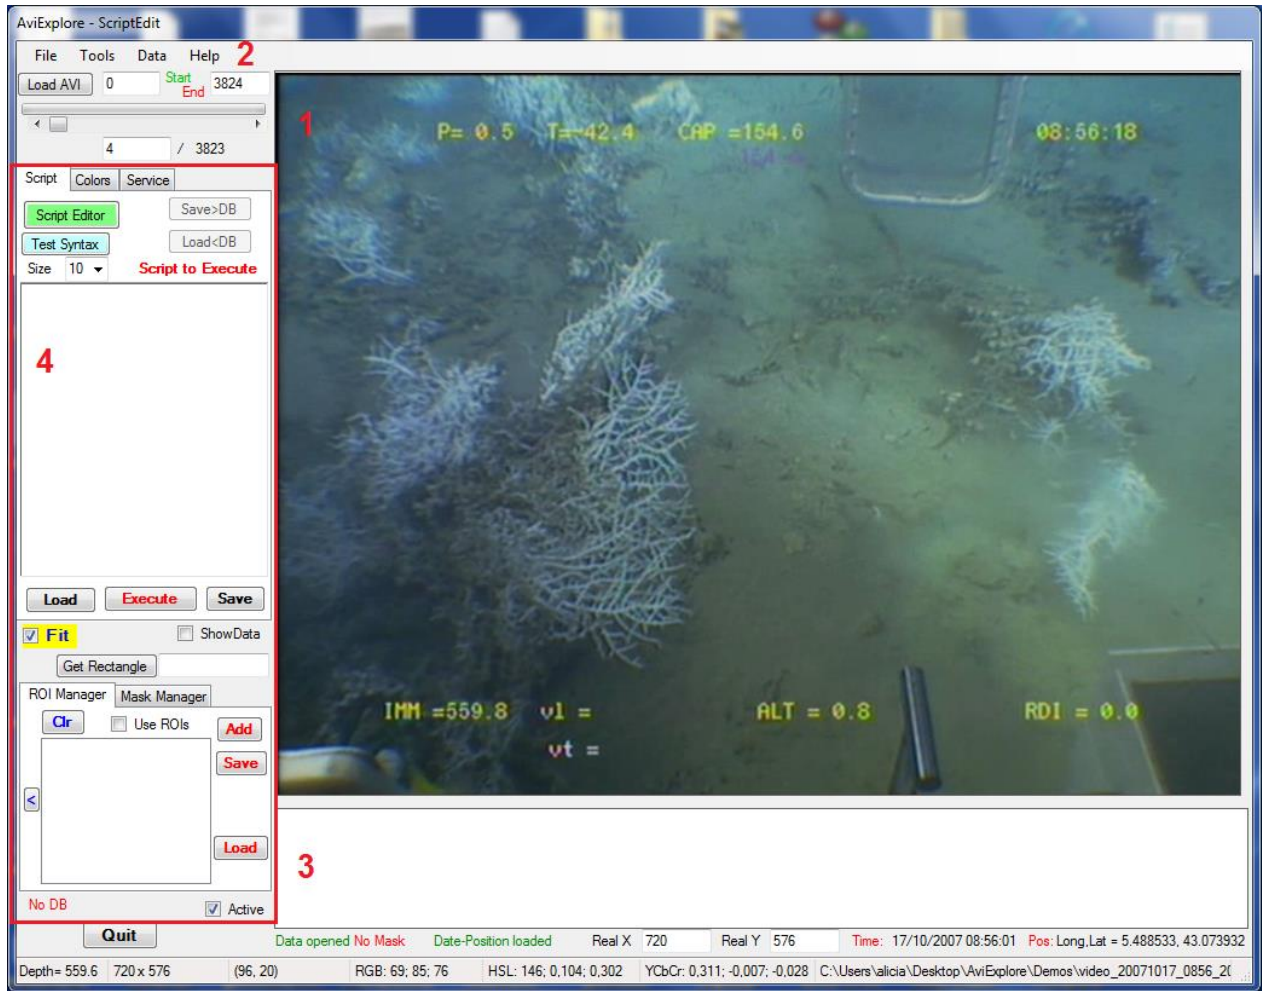 AviExplore - ScriptEdit
File Tools Data Help 2
Load AVI 0 Start End 3824
4 / 3823
Script Colors Service
Script Editor Save>DB
Test Syntax Load<DB
Size 10 Script to Execute
4
Load Execute Save
Fit ShowData
Get Rectangle
ROI Manager Mask Manager
Clr Use ROIs Add
Save
<
Load
No DB Active
Quit
1
P= 0.5 T=-42.4 CAP =154.6 08:56:18
IMM =559.8 vl = ALT = 0.8 RDI = 0.0
vt =
3
Data opened No Mask Date-Position loaded Real X 720 Real Y 576 Time: 17/10/2007 08:56:01 Pos: Long,Lat = 5.488533, 43.073932
Depth= 559.6 720 x 576 (96, 20) RGB: 69; 85; 76 HSL: 146; 0,104; 0,302 YCbCr: 0,311; -0,007; -0,028 C:\Users\alicia\Desktop\AviExplore\Demos\video_20071017_0856_2(